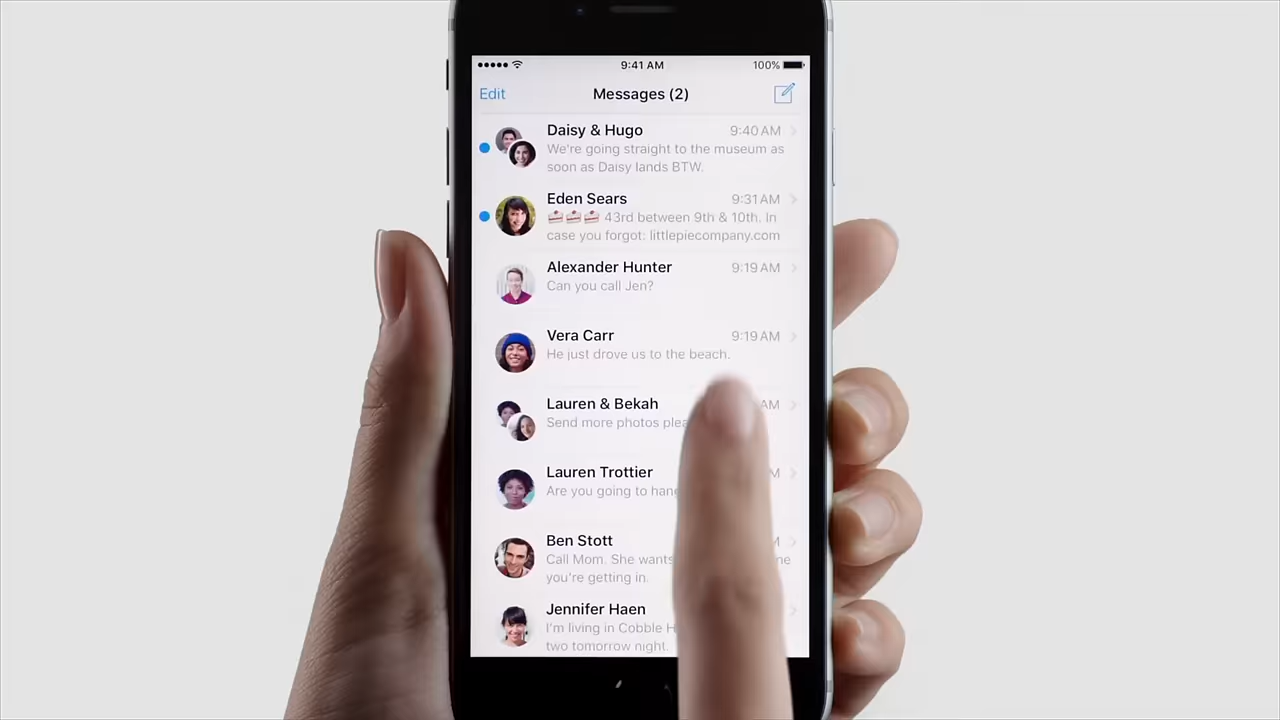 9:41 AM 100%
Edit Messages (2)
Daisy & Hugo 9:40 AM
We're going straight to the museum as
soon as Daisy lands BTW.
Eden Sears 9:31 AM
🍰🍰🍰 43rd between 9th & 10th. In
case you forgot: littlepiecompany.com
Alexander Hunter 9:19 AM
Can you call Jen?
Vera Carr 9:19 AM
He just drove us to the beach.
Lauren & Bekah AM
Send more photos
Lauren Trottier
Are you going to
Ben Stott
Call Mom. She wants
you're getting in.
Jennifer Haen
I'm living in Cobble
two tomorrow night.